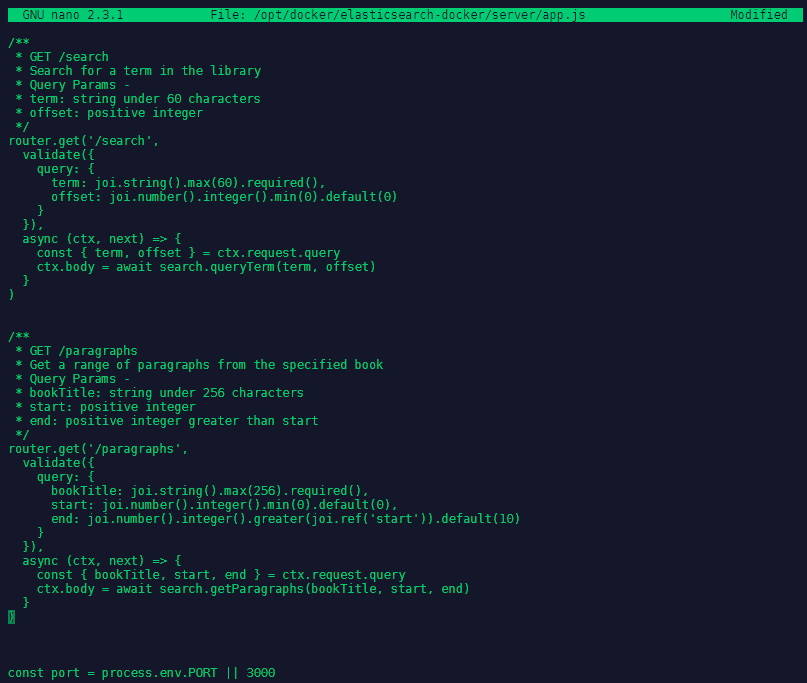 GNU nano 2.3.1 File: /opt/docker/elasticsearch-docker/server/app.js Modified
/**
 * GET /search
 * Search for a term in the library
 * Query Params -
 * term: string under 60 characters
 * offset: positive integer
 */
router.get('/search',
  validate({
    query: {
      term: joi.string().max(60).required(),
      offset: joi.number().integer().min(0).default(0)
    }
  }),
  async (ctx, next) => {
    const { term, offset } = ctx.request.query
    ctx.body = await search.queryTerm(term, offset)
  }
)
/**
 * GET /paragraphs
 * Get a range of paragraphs from the specified book
 * Query Params -
 * bookTitle: string under 256 characters
 * start: positive integer
 * end: positive integer greater than start
 */
router.get('/paragraphs',
  validate({
    query: {
      bookTitle: joi.string().max(256).required(),
      start: joi.number().integer().min(0).default(0),
      end: joi.number().integer().greater(joi.ref('start')).default(10)
    }
  }),
  async (ctx, next) => {
    const { bookTitle, start, end } = ctx.request.query
    ctx.body = await search.getParagraphs(bookTitle, start, end)
  }
)
const port = process.env.PORT || 3000